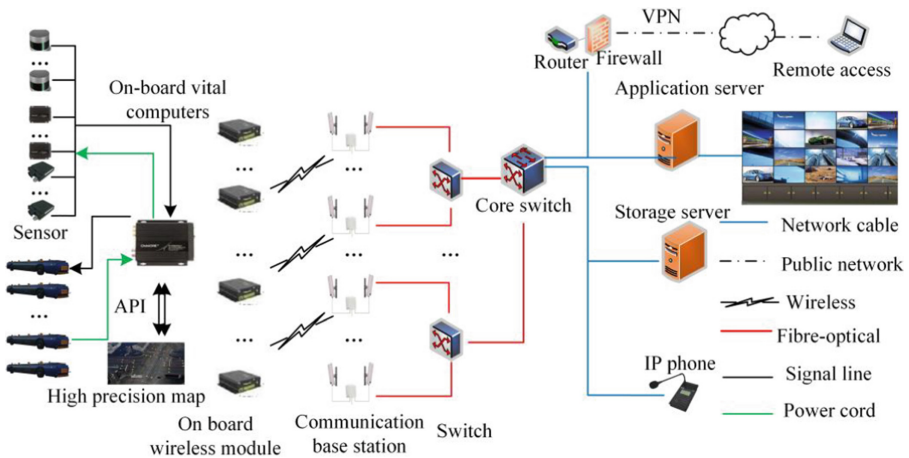 VPN
Router
Firewall
Remote access
On-board vital
computers
Application server
Core switch
Storage server
Sensor
Network cable
Public network
API
Wireless
Fibre-optical
IP phone
High precision map
Signal line
On board
wireless module
Communication
base station
Switch
Power cord